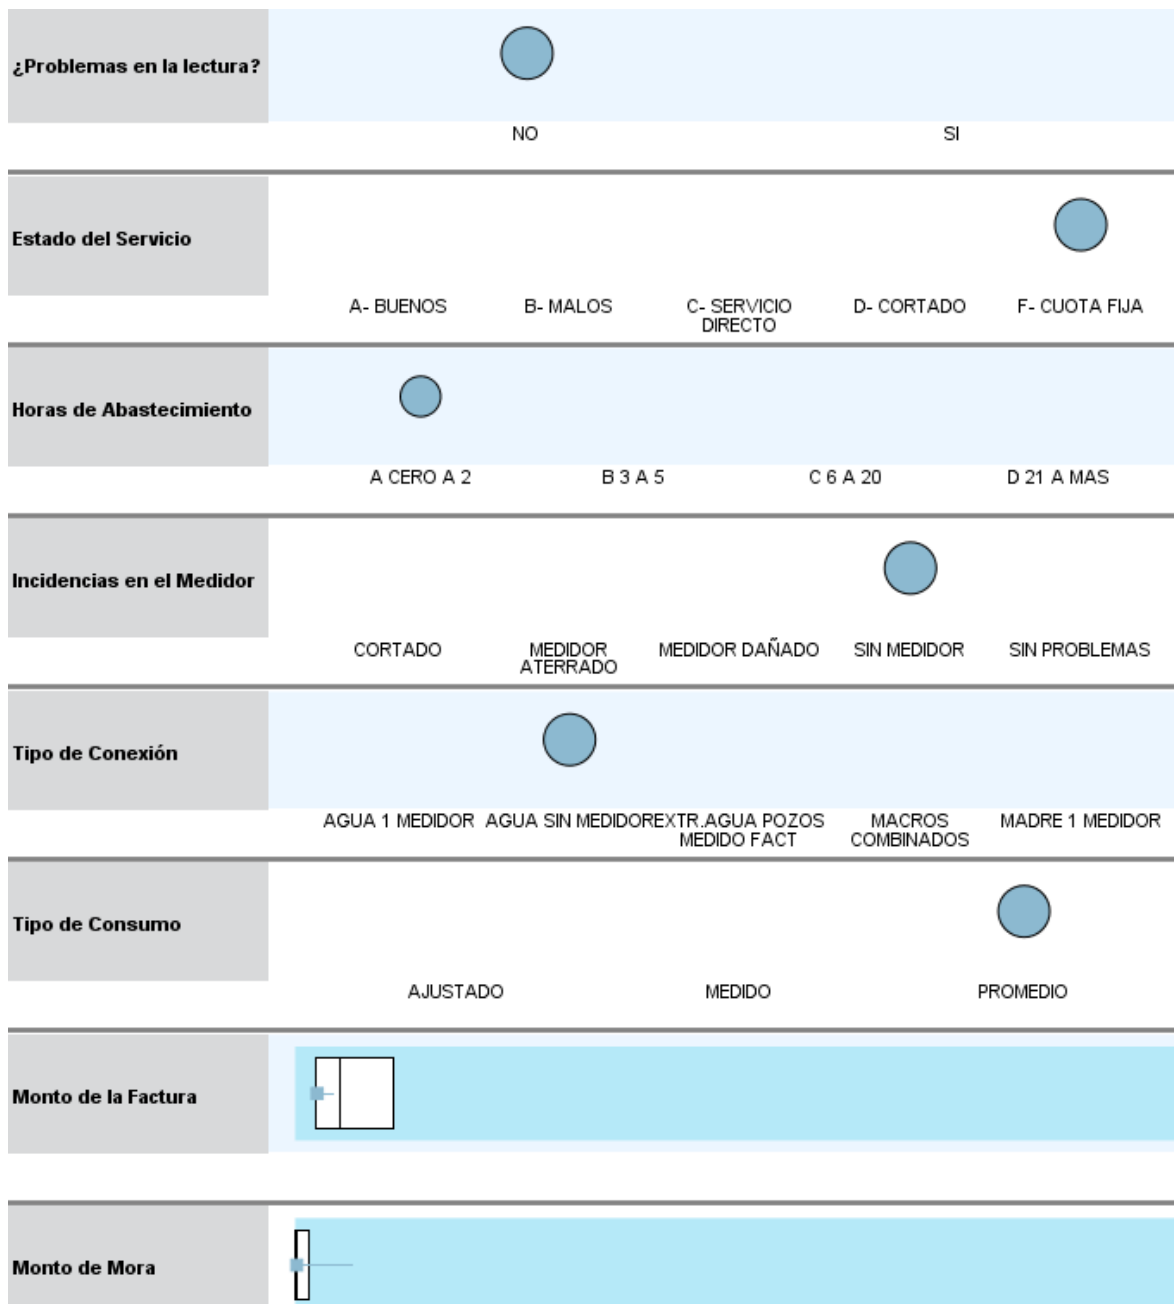 ¿Problemas en la lectura?
NO SI
Estado del Servicio
A- BUENOS B- MALOS C- SERVICIO D- CORTADO F- CUOTA FIJA
DIRECTO
Horas de Abastecimiento
A CERO A 2 B 3 A 5 C 6 A 20 D 21 A MAS
Incidencias en el Medidor
CORTADO MEDIDOR MEDIDOR DAÑADO SIN MEDIDOR SIN PROBLEMAS
ATERRADO
Tipo de Conexión
AGUA 1 MEDIDOR AGUA SIN MEDIDOR EXTR.AGUA POZOS MACROS MADRE 1 MEDIDOR
MEDIDO FACT COMBINADOS
Tipo de Consumo
AJUSTADO MEDIDO PROMEDIO
Monto de la Factura
Monto de Mora